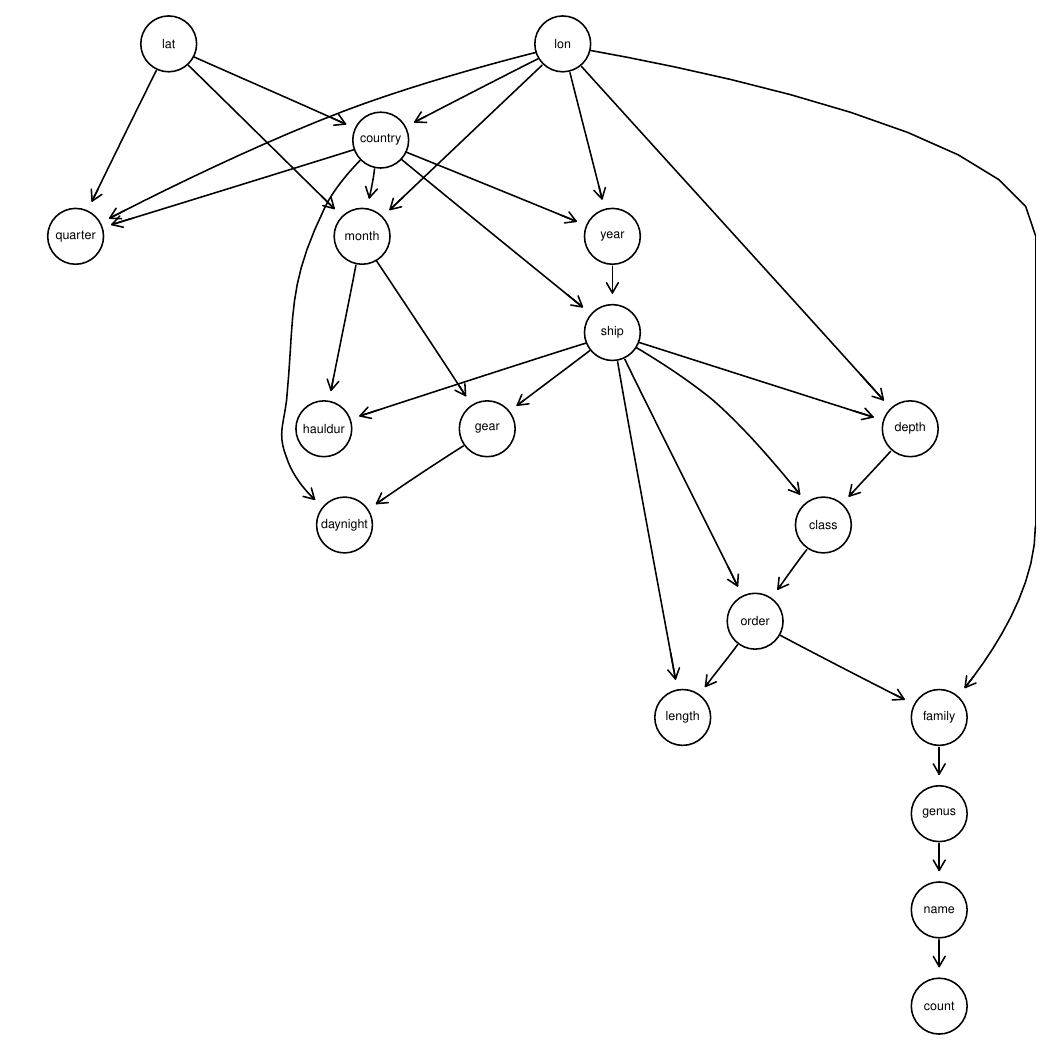 lat
lon
country
quarter
month
year
ship
hauldur
gear
depth
daynight
class
order
length
family
genus
name
count